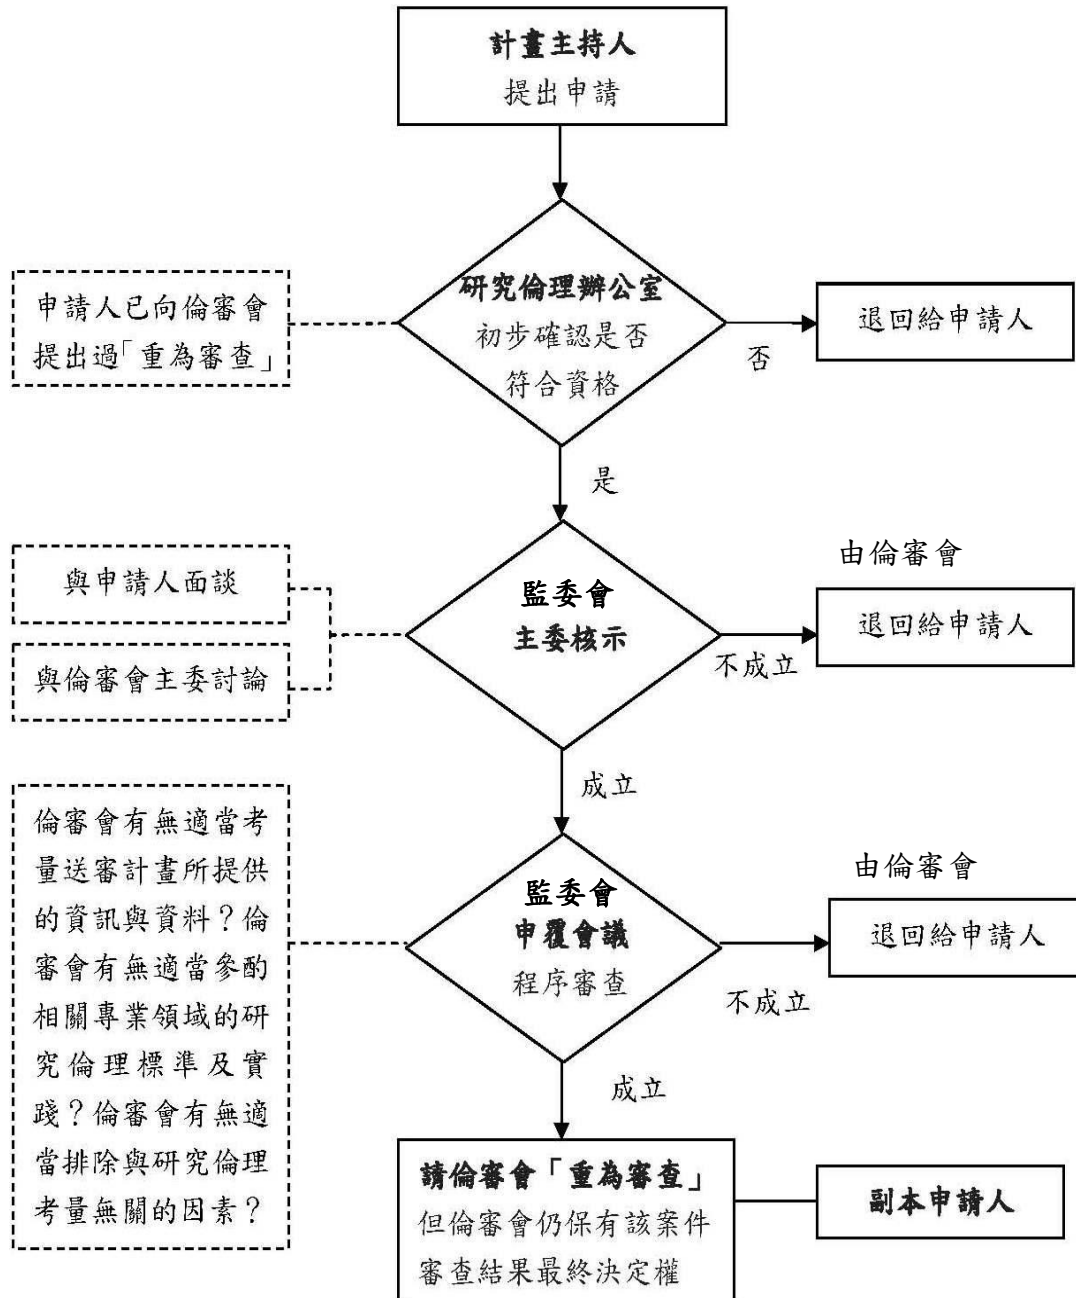 計畫主持人
提出申請
申請人已向倫審會
提出過「重為審查」
研究倫理辦公室
初步確認是否
符合資格
否
退回給申請人
是
與申請人面談
與倫審會主委討論
監委會
主委核示
不成立
由倫審會
退回給申請人
成立
倫審會有無適當考
量送審計畫所提供
的資訊與資料？倫
審會有無適當參酌
相關專業領域的研
究倫理標準及實
踐？倫審會有無適
當排除與研究倫理
考量無關的因素？
監委會
申覆會議
程序審查
不成立
由倫審會
退回給申請人
成立
請倫審會「重為審查」
但倫審會仍保有該案件
審查結果最終決定權
副本申請人